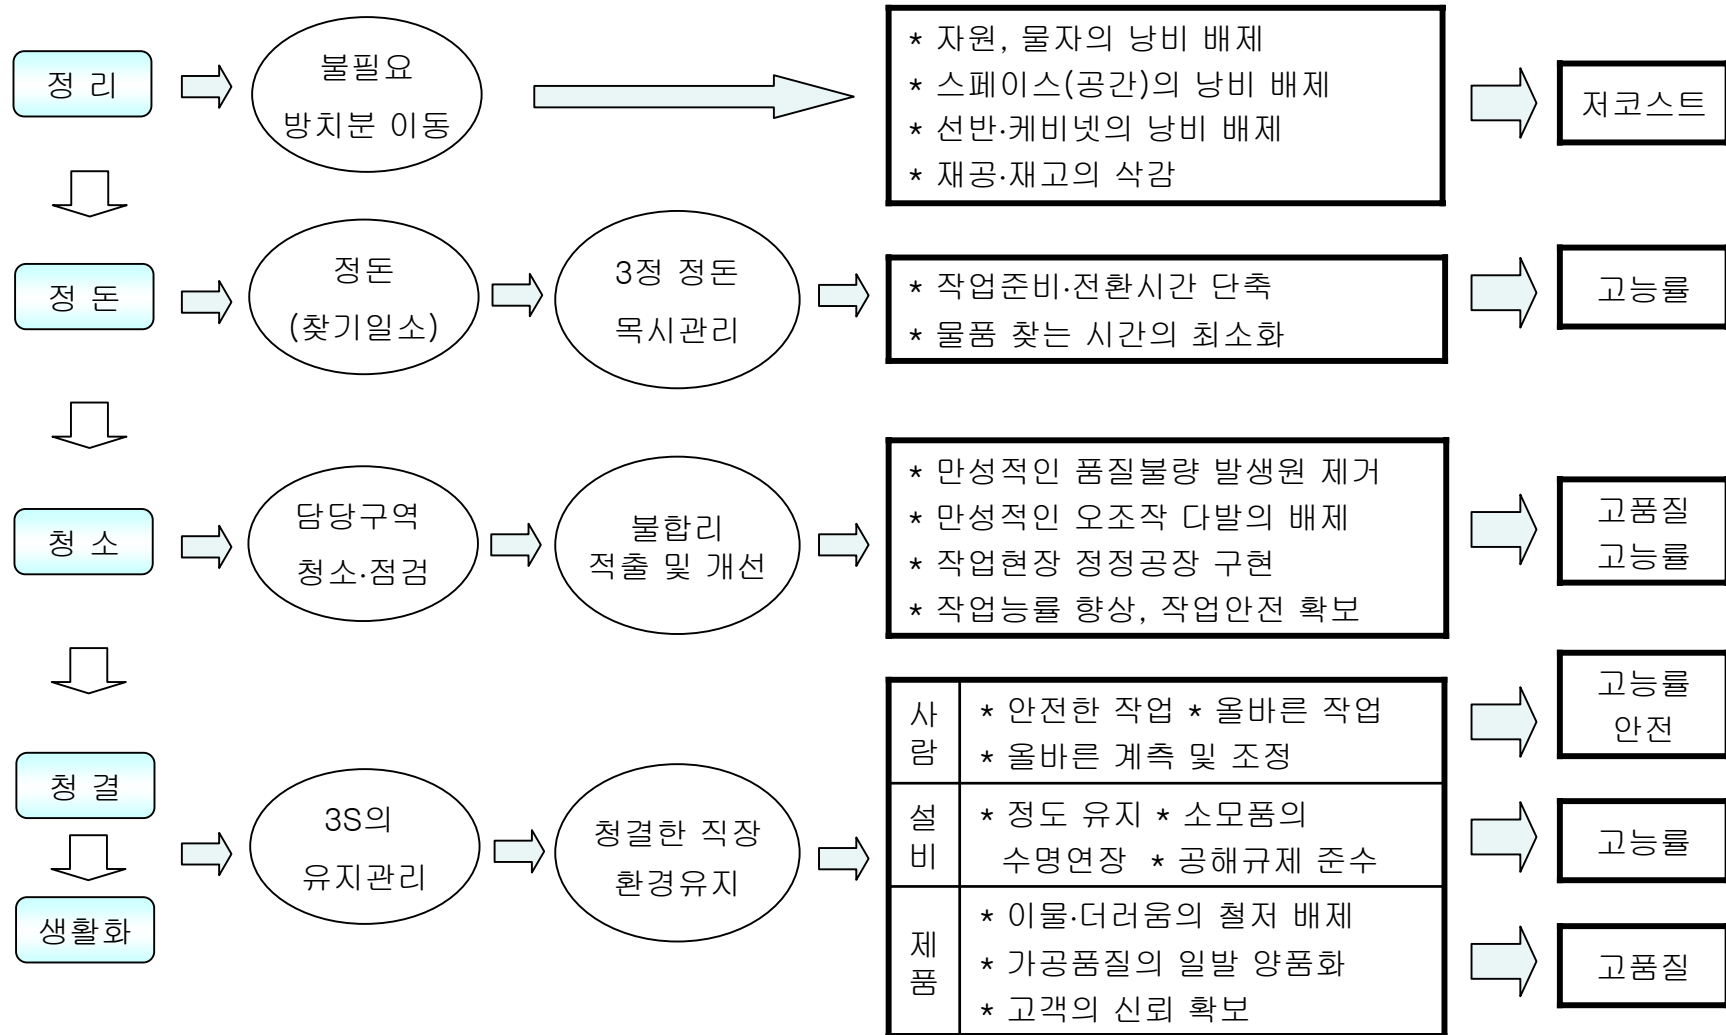 정 리
불필요
방치분 이동
* 자원, 물자의 낭비 배제
* 스페이스(공간)의 낭비 배제
* 선반·케비넷의 낭비 배제
* 재공·재고의 삭감
저코스트
정 돈
정돈
(찾기일소)
3정 정돈
목시관리
* 작업준비·전환시간 단축
* 물품 찾는 시간의 최소화
고능률
청 소
담당구역
청소·점검
불합리
적출 및 개선
* 만성적인 품질불량 발생원 제거
* 만성적인 오조작 다발의 배제
* 작업현장 정정공장 구현
* 작업능률 향상, 작업안전 확보
고품질
고능률
청 결
생활화
3S의
유지관리
청결한 직장
환경유지
사
람
* 안전한 작업 * 올바른 작업
* 올바른 계측 및 조정
고능률
안전
설
비
* 정도 유지 * 소모품의
수명연장 * 공해규제 준수
고능률
제
품
* 이물·더러움의 철저 배제
* 가공품질의 일발 양품화
* 고객의 신뢰 확보
고품질